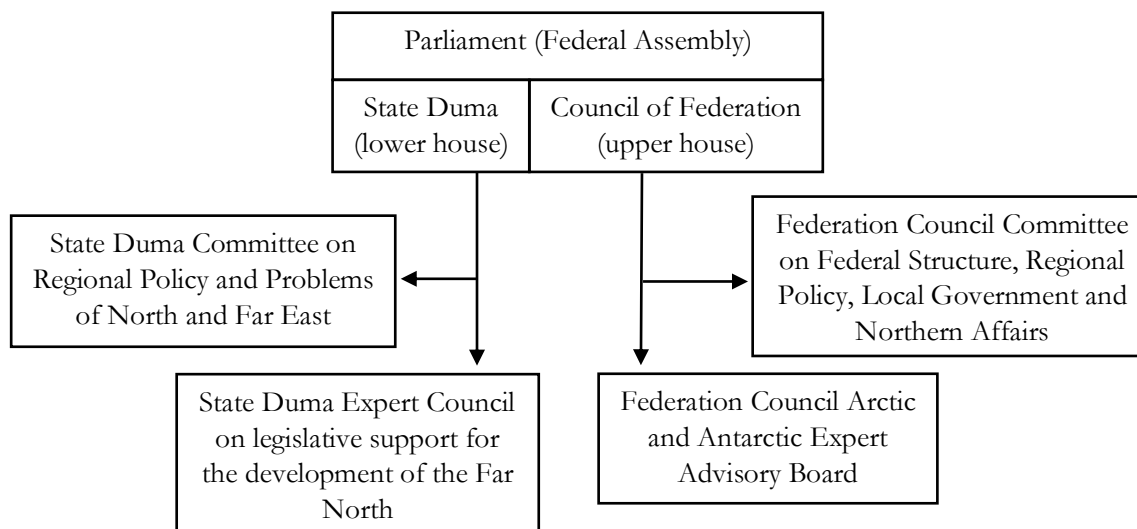 Parliament (Federal Assembly)
State Duma
(lower house)
Council of Federation
(upper house)
State Duma Committee on
Regional Policy and Problems
of North and Far East
Federation Council Committee
on Federal Structure, Regional
Policy, Local Government and
Northern Affairs
State Duma Expert Council
on legislative support for
the development of the Far
North
Federation Council Arctic
and Antarctic Expert
Advisory Board